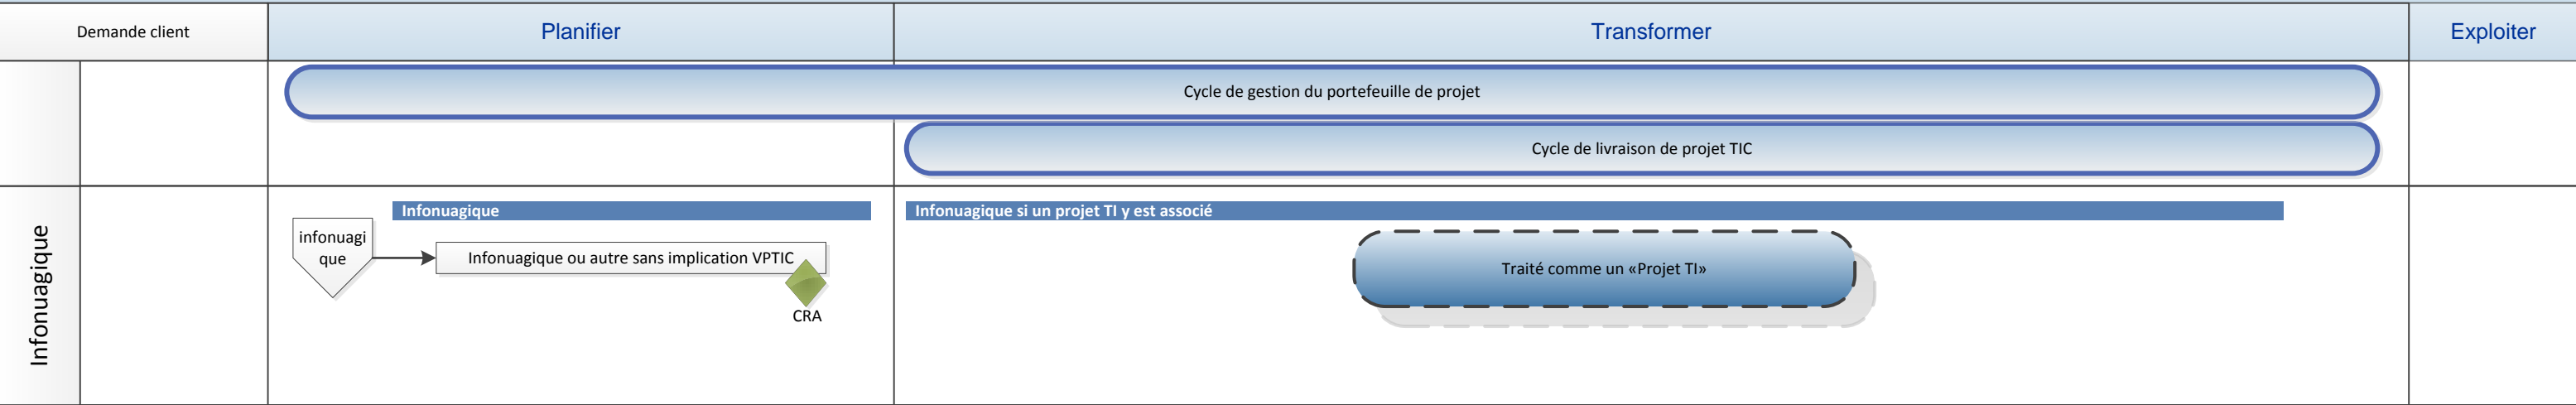 Demande client
Planifier
Transformer
Exploiter
Cycle de gestion du portefeuille de projet
Cycle de livraison de projet TIC
Infonuagique
Infonuagique
Infonuagique si un projet TI y est associé
infonuagi
que
Infonuagique ou autre sans implication VPTIC
CRA
Traité comme un «Projet TI»